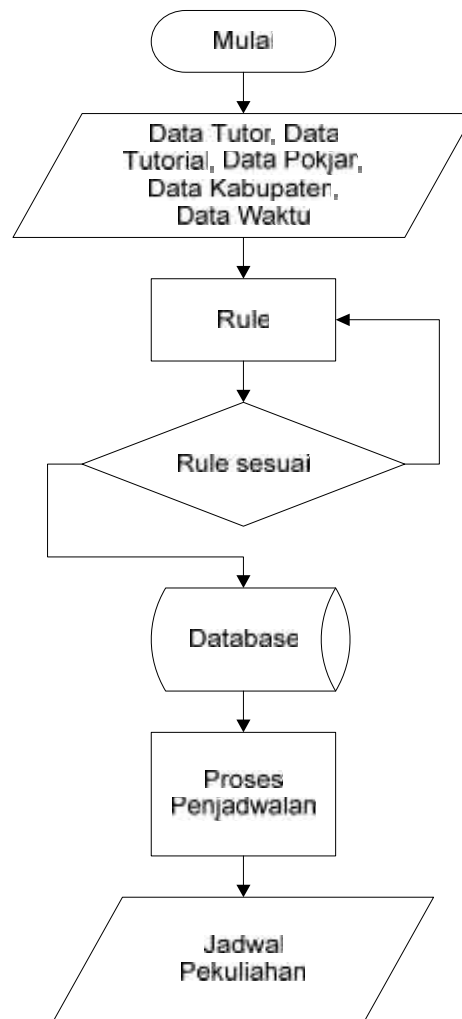 Mulai
Data Tutor, Data
Tutorial, Data Pokjar,
Data Kabupaten,
Data Waktu
Rule
Rule sesuai
Database
Proses
Penjadwalan
Jadwal
Pekuliahan